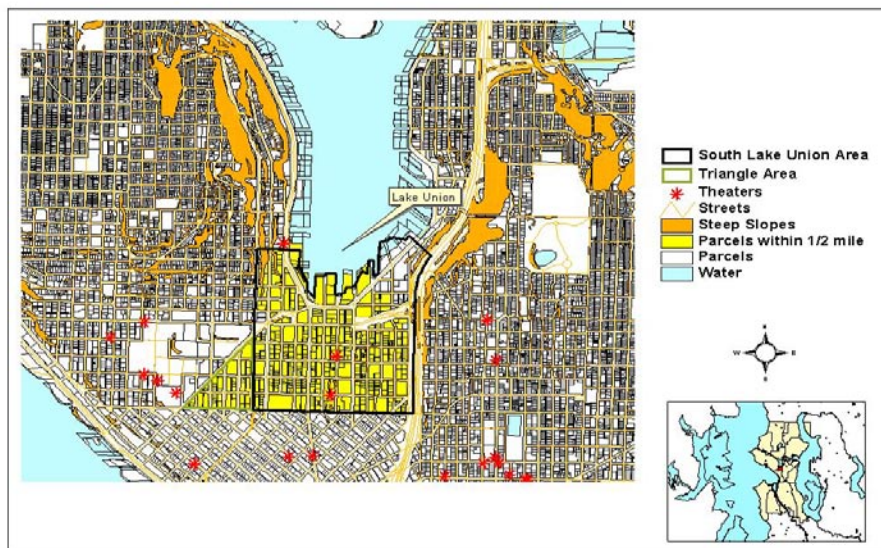 Lake Union
South Lake Union Area
Triangle Area
Theaters
Streets
Steep Slopes
Parcels within 1/2 mile
Parcels
Water
W E